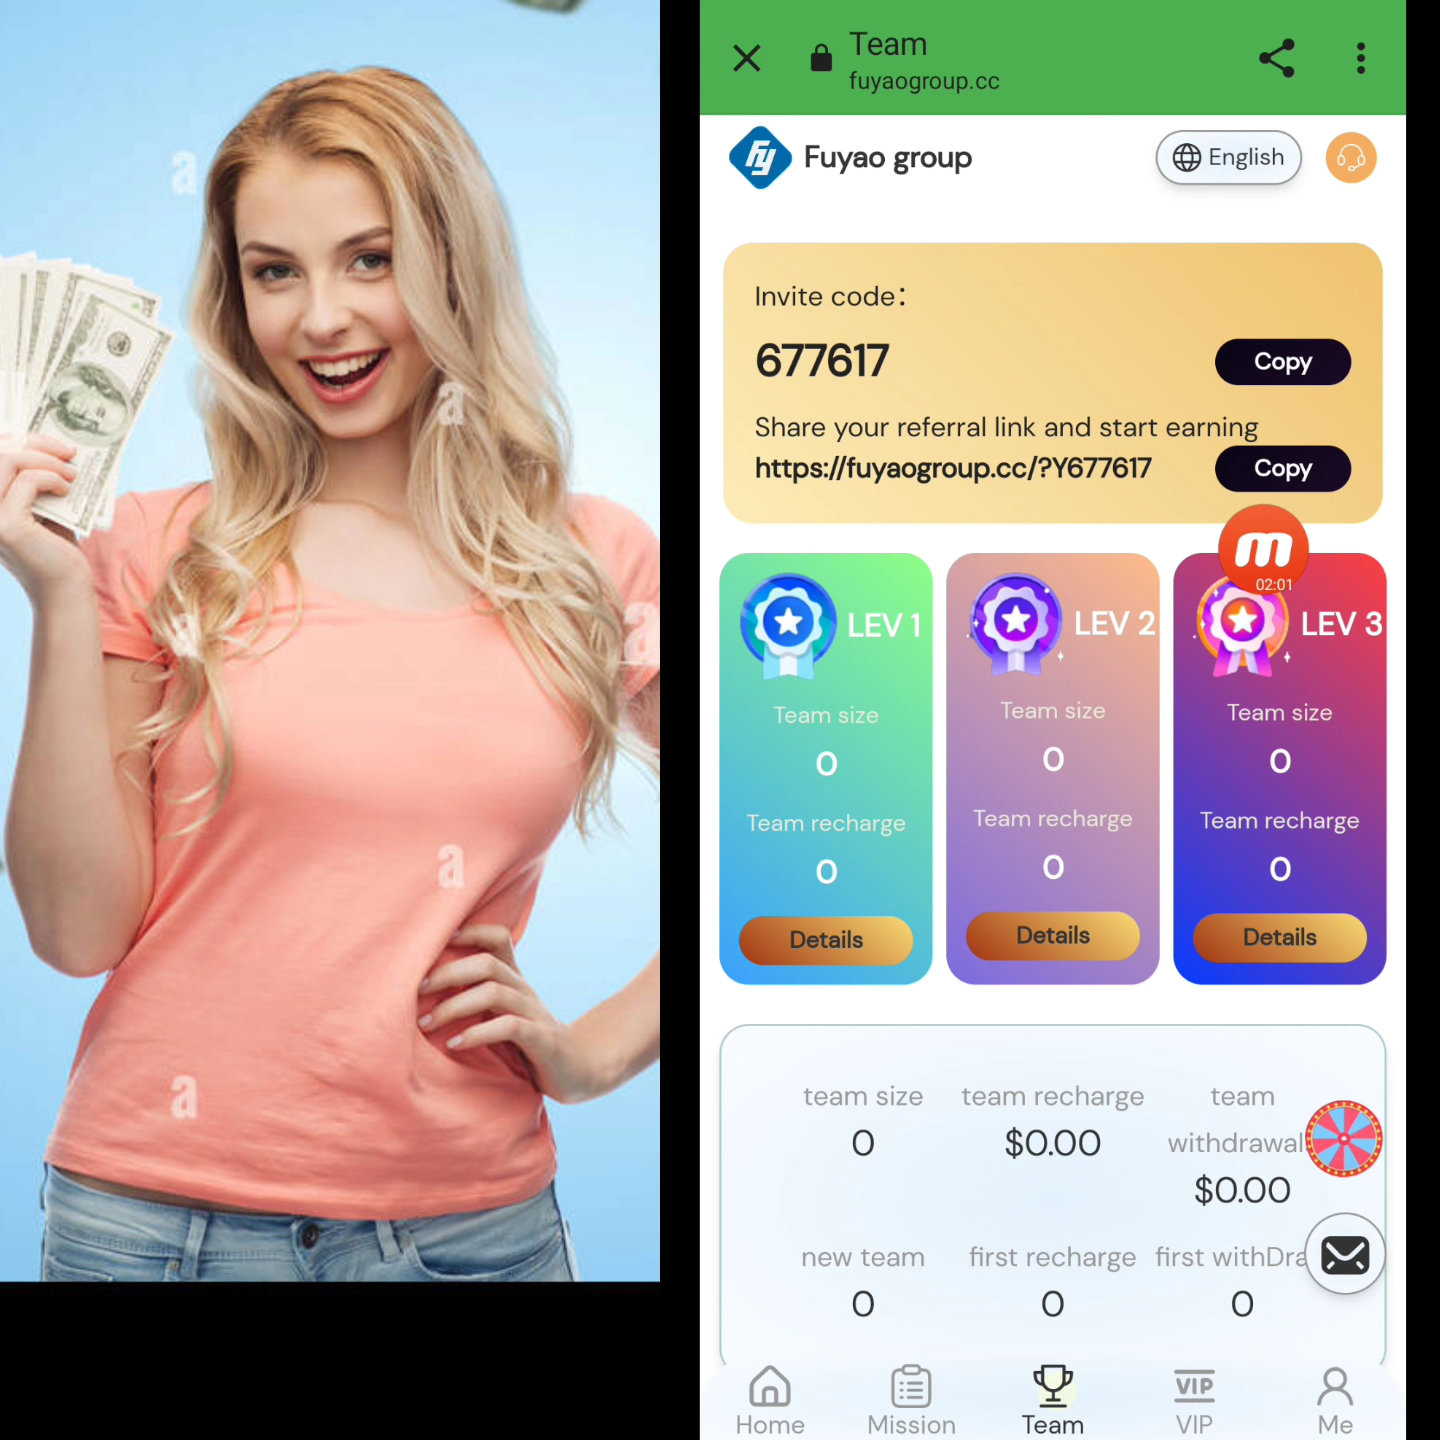 a
a
a
a
a
a
Team
fuyaogroup.cc
Fy Fuyao group
English
Invite code:
677617
Copy
Share your referral link and start earning
https://fuyaogroup.cc/?Y677617
Copy
m
02:01
LEV 1
LEV 2
LEV 3
Team size
Team size
Team size
0
0
0
Team recharge
Team recharge
Team recharge
0
0
0
Details
Details
Details
team size
team recharge
team
withdrawal
0
$0.00
$0.00
new team
first recharge
first withDra
0
0
0
VIP
Home
Mission
Team
VIP
Me